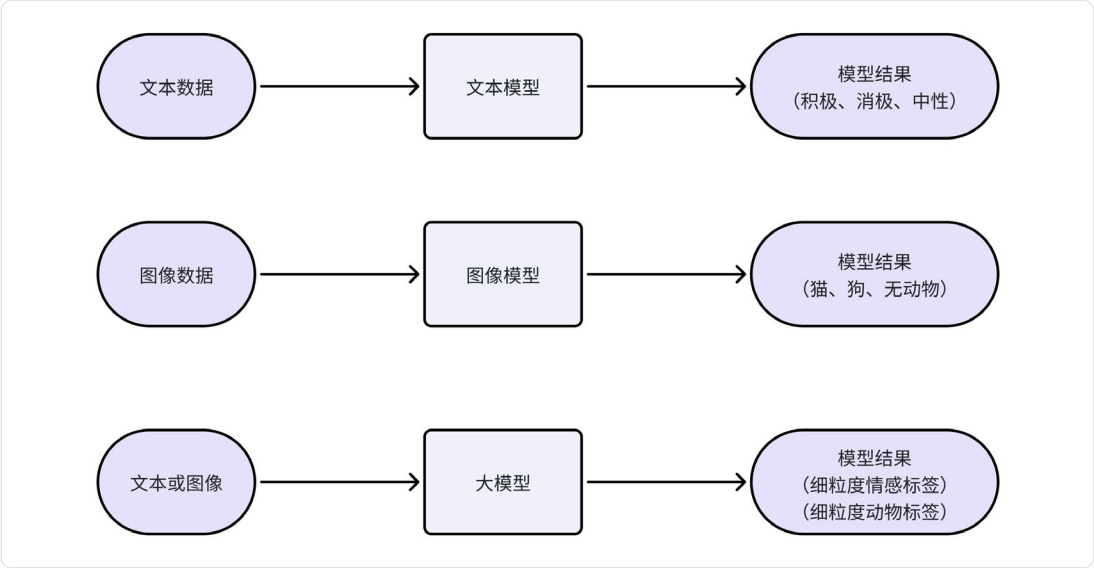 文本数据
文本模型
模型结果
（积极、消极、中性）
图像数据
图像模型
模型结果
（猫、狗、无动物）
文本或图像
大模型
模型结果
（细粒度情感标签）
（细粒度动物标签）